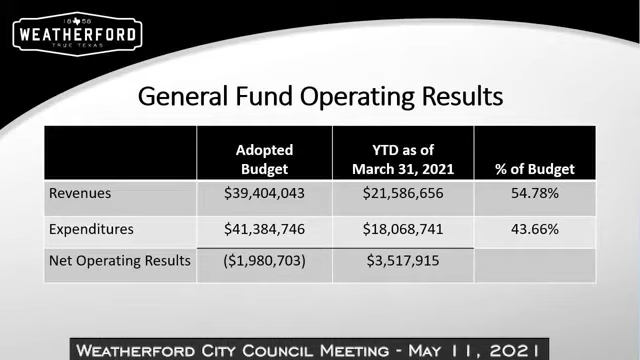 1858
WEATHERFORD
TRUE TEXAS
General Fund Operating Results
Adopted Budget YTD as of March 31, 2021 % of Budget
Revenues $39,404,043 $21,586,656 54.78%
Expenditures $41,384,746 $18,068,741 43.66%
Net Operating Results ($1,980,703) $3,517,915
WEATHERFORD CITY COUNCIL MEETING - MAY 11, 2021